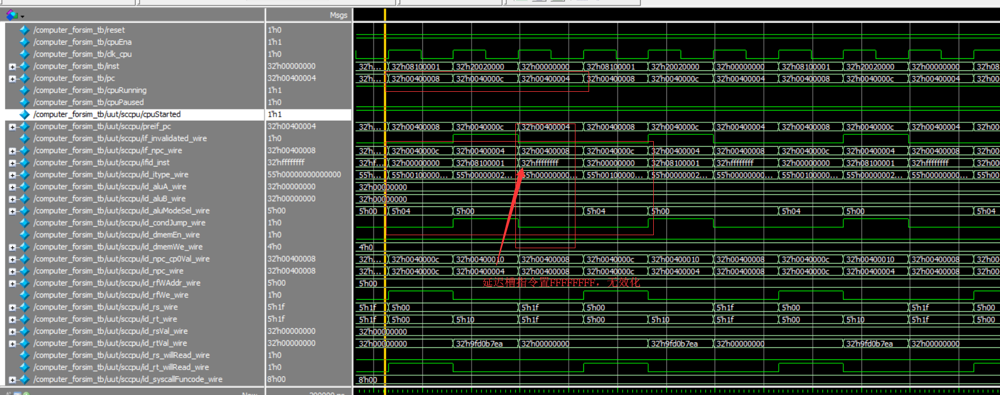 Msgs
/computer_forsim_tb/reset 1'h0
/computer_forsim_tb/cpuEna 1'h1
/computer_forsim_tb/clk_cpu 1'h0
/computer_forsim_tb/inst 32'h00000000 32'h... 32'h08100001 32'h20020000 32'h00000000 32'h08100001 32'h20020000 32'h00000000 32'h08100001 32'h20020000 32'h00000000 32'h08
/computer_forsim_tb/pc 32'h00400004 32'h... 32'h00400008 32'h0040000c 32'h00400004 32'h00400008 32'h0040000c 32'h00400004 32'h00400008 32'h0040000c 32'h00400004 32'h00
/computer_forsim_tb/cpuRunning 1'h1
/computer_forsim_tb/cpuPaused 1'h0
/computer_forsim_tb/uut/sccpu/cpuStarted 1'h1
/computer_forsim_tb/uut/sccpu/preif_pc 32'h00400004 32'h... 32'h00400008 32'h0040000c 32'h00400004 32'h00400008 32'h0040000c 32'h00400004 32'h00400008 32'h0040000c 32'h00400004 32'h00
/computer_forsim_tb/uut/sccpu/if_invalidated_wire 1'h0
/computer_forsim_tb/uut/sccpu/if_npc_wire 32'h00400008 32'h... 32'h0040000c 32'h00400004 32'h00400008 32'h0040000c 32'h00400004 32'h00400008 32'h0040000c 32'h00400004 32'h00400008 32'h00
/computer_forsim_tb/uut/sccpu/ifid_inst 32'hffffffff 32'hf... 32'h00000000 32'h08100001 32'hffffffff 32'h00000000 32'h08100001 32'hffffffff 32'h00000000 32'h08100001 32'hffffffff 32'h00
/computer_forsim_tb/uut/sccpu/id_itype_wire 55'h00000000000000 55'h... 55'h00100000... 55'h00000002... 55'h00000000... 55'h00100000... 55'h00000002... 55'h00000000... 55'h00100000... 55'h00000002... 55'h00000000... 55'h00
/computer_forsim_tb/uut/sccpu/id_aluA_wire 32'h00000000 32'h00000000
/computer_forsim_tb/uut/sccpu/id_aluB_wire 32'h00000000 32'h00000000
/computer_forsim_tb/uut/sccpu/id_aluModeSel_wire 5'h00 5'h00 5'h04 5'h00 5'h04 5'h00 5'h04 5'h00 5'h04
/computer_forsim_tb/uut/sccpu/id_condJump_wire 1'h0
/computer_forsim_tb/uut/sccpu/id_dmemEn_wire 1'h0
/computer_forsim_tb/uut/sccpu/id_dmemWe_wire 4'h0 4'h0
/computer_forsim_tb/uut/sccpu/id_npc_cp0Val_wire 32'h00400008 32'h... 32'h0040000c 32'h00400010 32'h00400008 32'h0040000c 32'h00400010 32'h00400008 32'h0040000c 32'h00400010 32'h00400008 32'h00
/computer_forsim_tb/uut/sccpu/id_npc_wire 32'h00400008 32'h... 32'h0040000c 32'h00400004 32'h00400008 32'h0040000c 32'h00400004 32'h00400008 32'h0040000c 32'h00400004 32'h00400008 32'h00
/computer_forsim_tb/uut/sccpu/id_rfWAddr_wire 5'h00 5'h00
延迟槽指令置FFFFFFFF，无效化
/computer_forsim_tb/uut/sccpu/id_rfWe_wire 1'h0
/computer_forsim_tb/uut/sccpu/id_rs_wire 5'h1f 5'h1f 5'h00 5'h1f 5'h00 5'h1f 5'h00 5'h1f 5'h00
/computer_forsim_tb/uut/sccpu/id_rt_wire 5'h1f 5'h1f 5'h00 5'h10 5'h1f 5'h00 5'h10 5'h1f 5'h00 5'h10 5'h1f 5'h00
/computer_forsim_tb/uut/sccpu/id_rsVal_wire 32'h00000000 32'h00000000
/computer_forsim_tb/uut/sccpu/id_rtVal_wire 32'h00000000 32'h00000000 32'h9fd0b7ea 32'h00000000 32'h9fd0b7ea 32'h00000000 32'h9fd0b7ea 32'h00000000
/computer_forsim_tb/uut/sccpu/id_rs_willRead_wire 1'h0
/computer_forsim_tb/uut/sccpu/id_rt_willRead_wire 1'h0
/computer_forsim_tb/uut/sccpu/id_syscallFuncode_wire 8'h00 8'h00